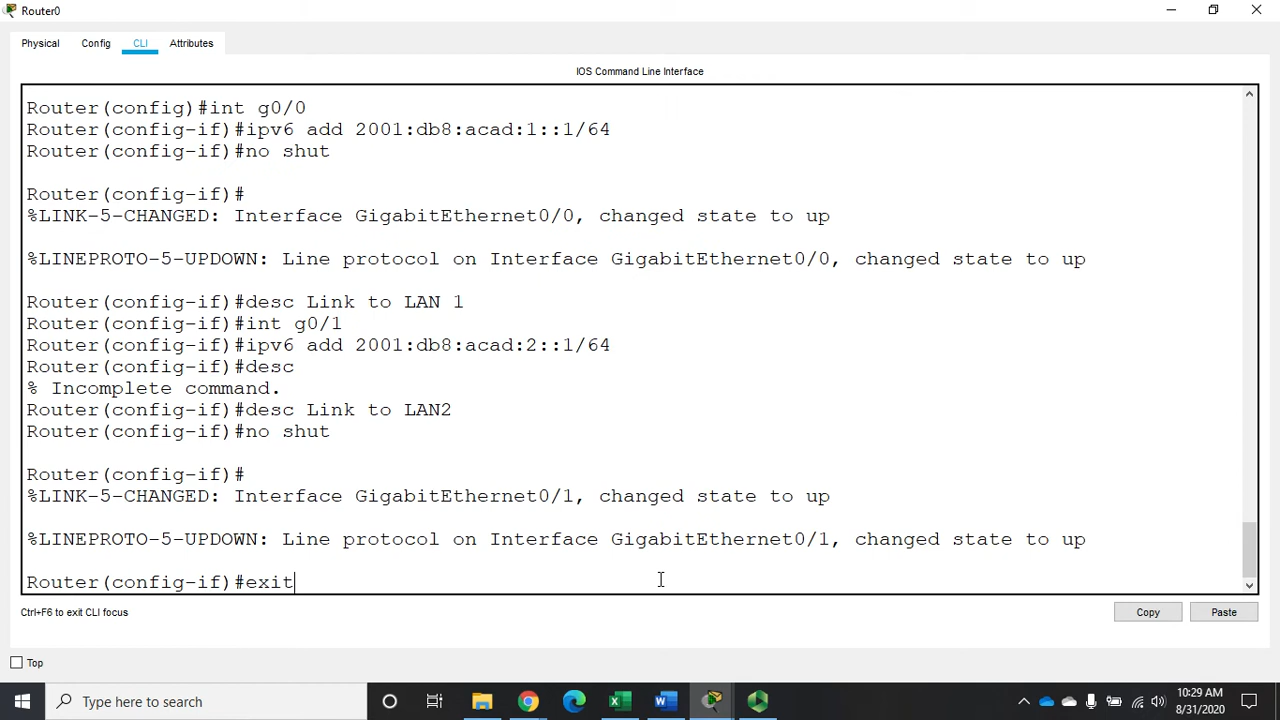 Router0
Physical Config CLI Attributes
IOS Command Line Interface
Router(config)#int g0/0
Router(config-if)#ipv6 add 2001:db8:acad:1::1/64
Router(config-if)#no shut
Router(config-if)#
%LINK-5-CHANGED: Interface GigabitEthernet0/0, changed state to up
%LINEPROTO-5-UPDOWN: Line protocol on Interface GigabitEthernet0/0, changed state to up
Router(config-if)#desc Link to LAN 1
Router(config-if)#int g0/1
Router(config-if)#ipv6 add 2001:db8:acad:2::1/64
Router(config-if)#desc
% Incomplete command.
Router(config-if)#desc Link to LAN2
Router(config-if)#no shut
Router(config-if)#
%LINK-5-CHANGED: Interface GigabitEthernet0/1, changed state to up
%LINEPROTO-5-UPDOWN: Line protocol on Interface GigabitEthernet0/1, changed state to up
Router(config-if)#exit
Ctrl+F6 to exit CLI focus
Copy Paste
Top
Type here to search
10:29 AM
8/31/2020